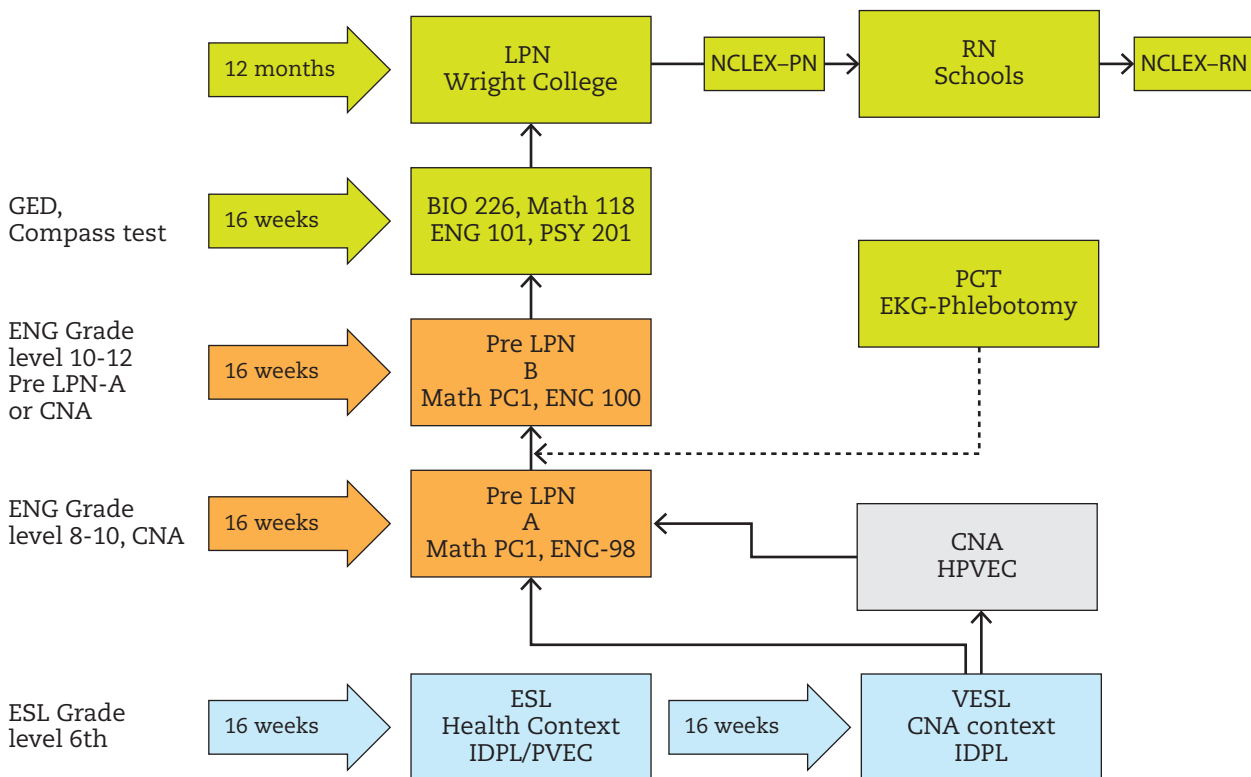 12 months
LPN
Wright College
NCLEX–PN
RN
Schools
NCLEX–RN
GED,
Compass test
16 weeks
BIO 226, Math 118
ENG 101, PSY 201
PCT
EKG-Phlebotomy
ENG Grade
level 10-12
Pre LPN-A
or CNA
16 weeks
Pre LPN
B
Math PC1, ENC 100
ENG Grade
level 8-10, CNA
16 weeks
Pre LPN
A
Math PC1, ENC-98
CNA
HPVEC
ESL Grade
level 6th
16 weeks
ESL
Health Context
IDPL/PVEC
16 weeks
VESL
CNA context
IDPL